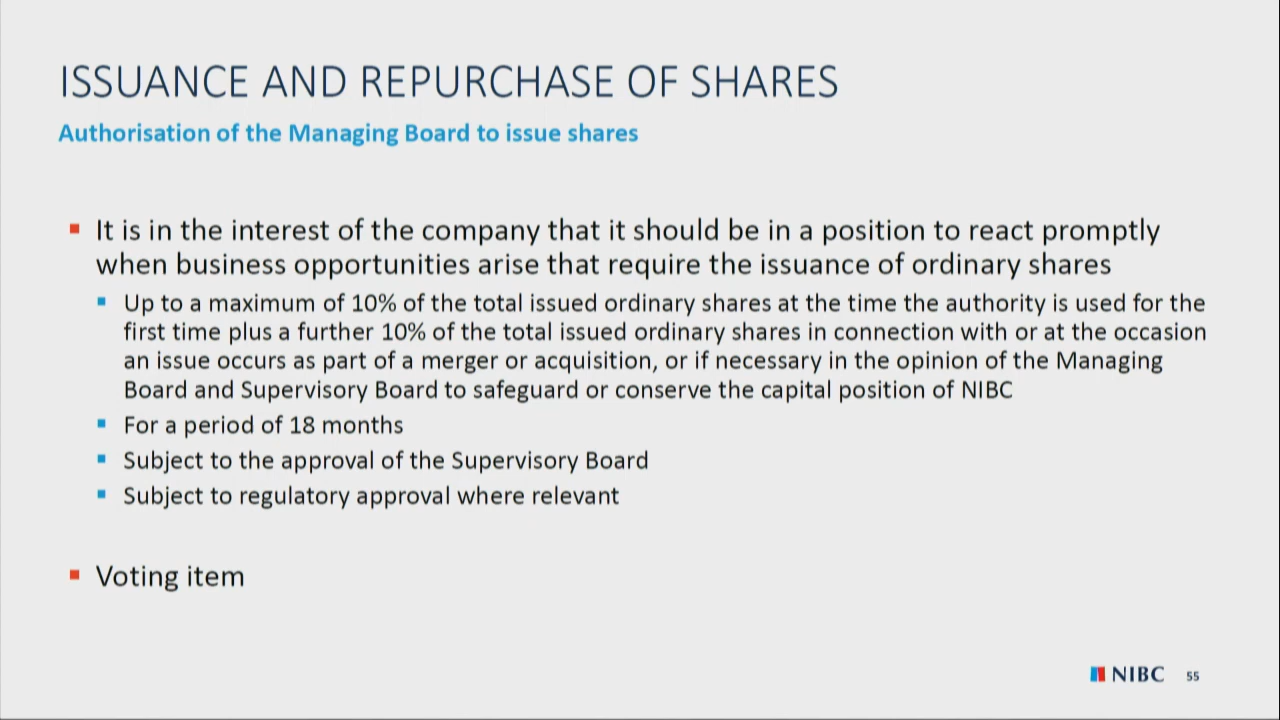 ISSUANCE AND REPURCHASE OF SHARES
Authorisation of the Managing Board to issue shares
It is in the interest of the company that it should be in a position to react promptly
when business opportunities arise that require the issuance of ordinary shares
Up to a maximum of 10% of the total issued ordinary shares at the time the authority is used for the
first time plus a further 10% of the total issued ordinary shares in connection with or at the occasion
an issue occurs as part of a merger or acquisition, or if necessary in the opinion of the Managing
Board and Supervisory Board to safeguard or conserve the capital position of NIBC
For a period of 18 months
Subject to the approval of the Supervisory Board
Subject to regulatory approval where relevant
Voting item
NIBC 55